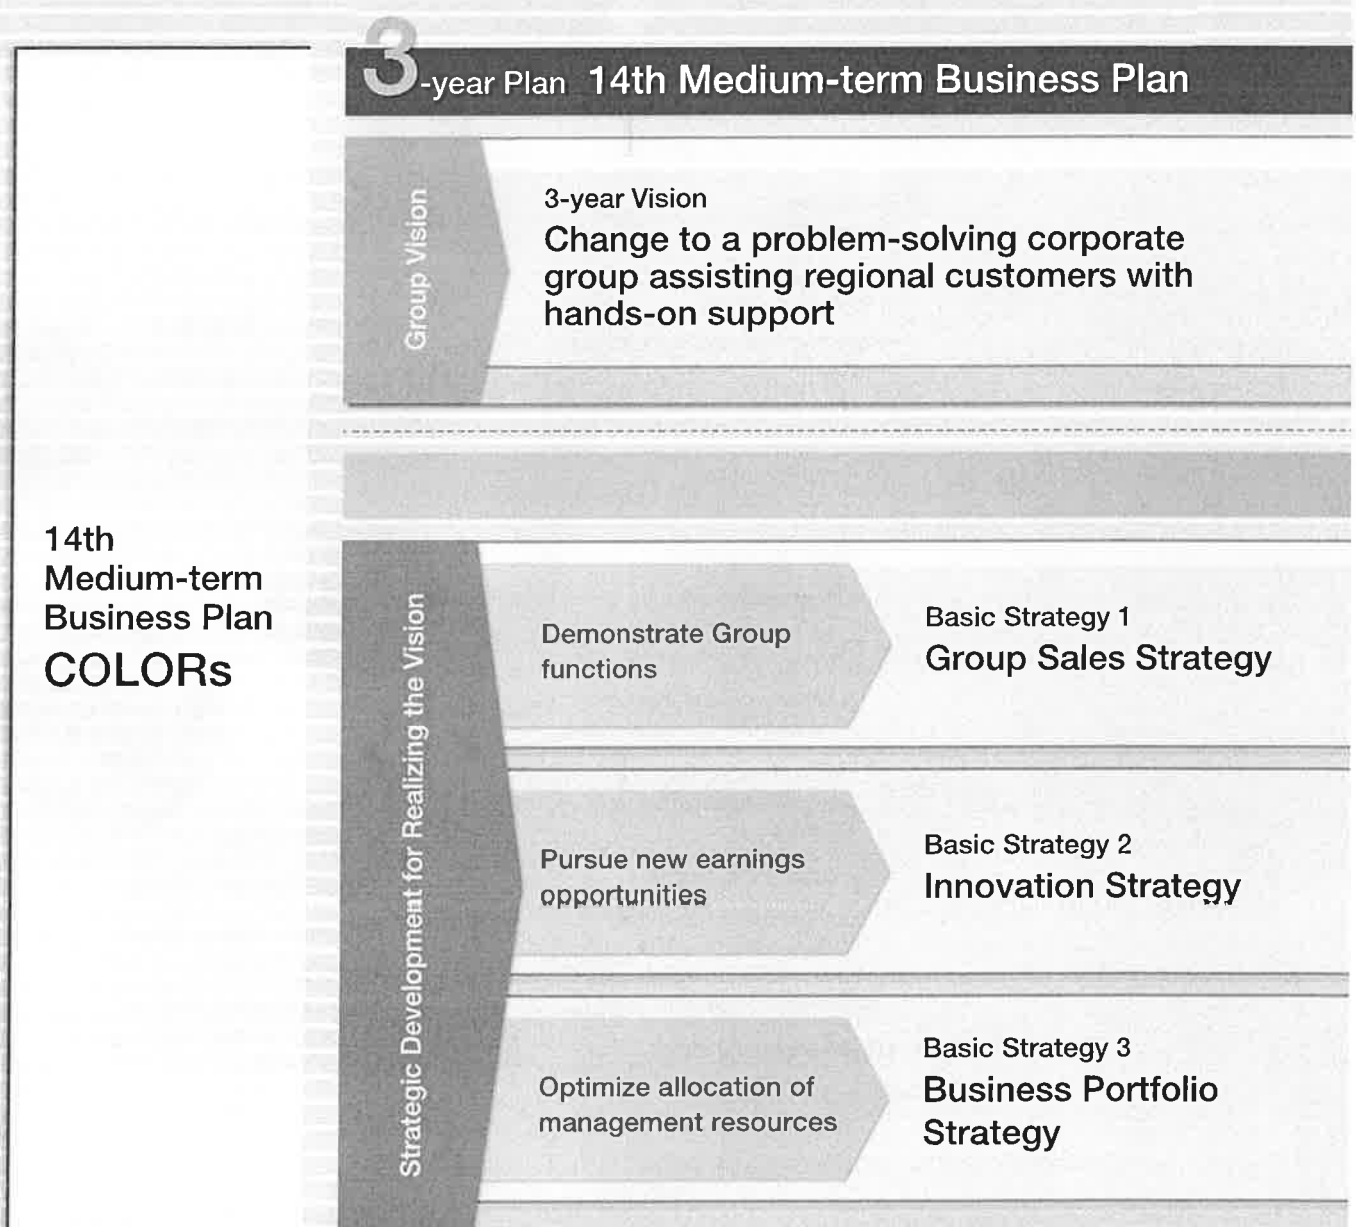 3-year Plan 14th Medium-term Business Plan
Group Vision
3-year Vision
Change to a problem-solving corporate
group assisting regional customers with
hands-on support
14th
Medium-term
Business Plan
COLORs
Strategic Development for Realizing the Vision
Demonstrate Group
functions
Basic Strategy 1
Group Sales Strategy
Pursue new earnings
opportunities
Basic Strategy 2
Innovation Strategy
Optimize allocation of
management resources
Basic Strategy 3
Business Portfolio
Strategy